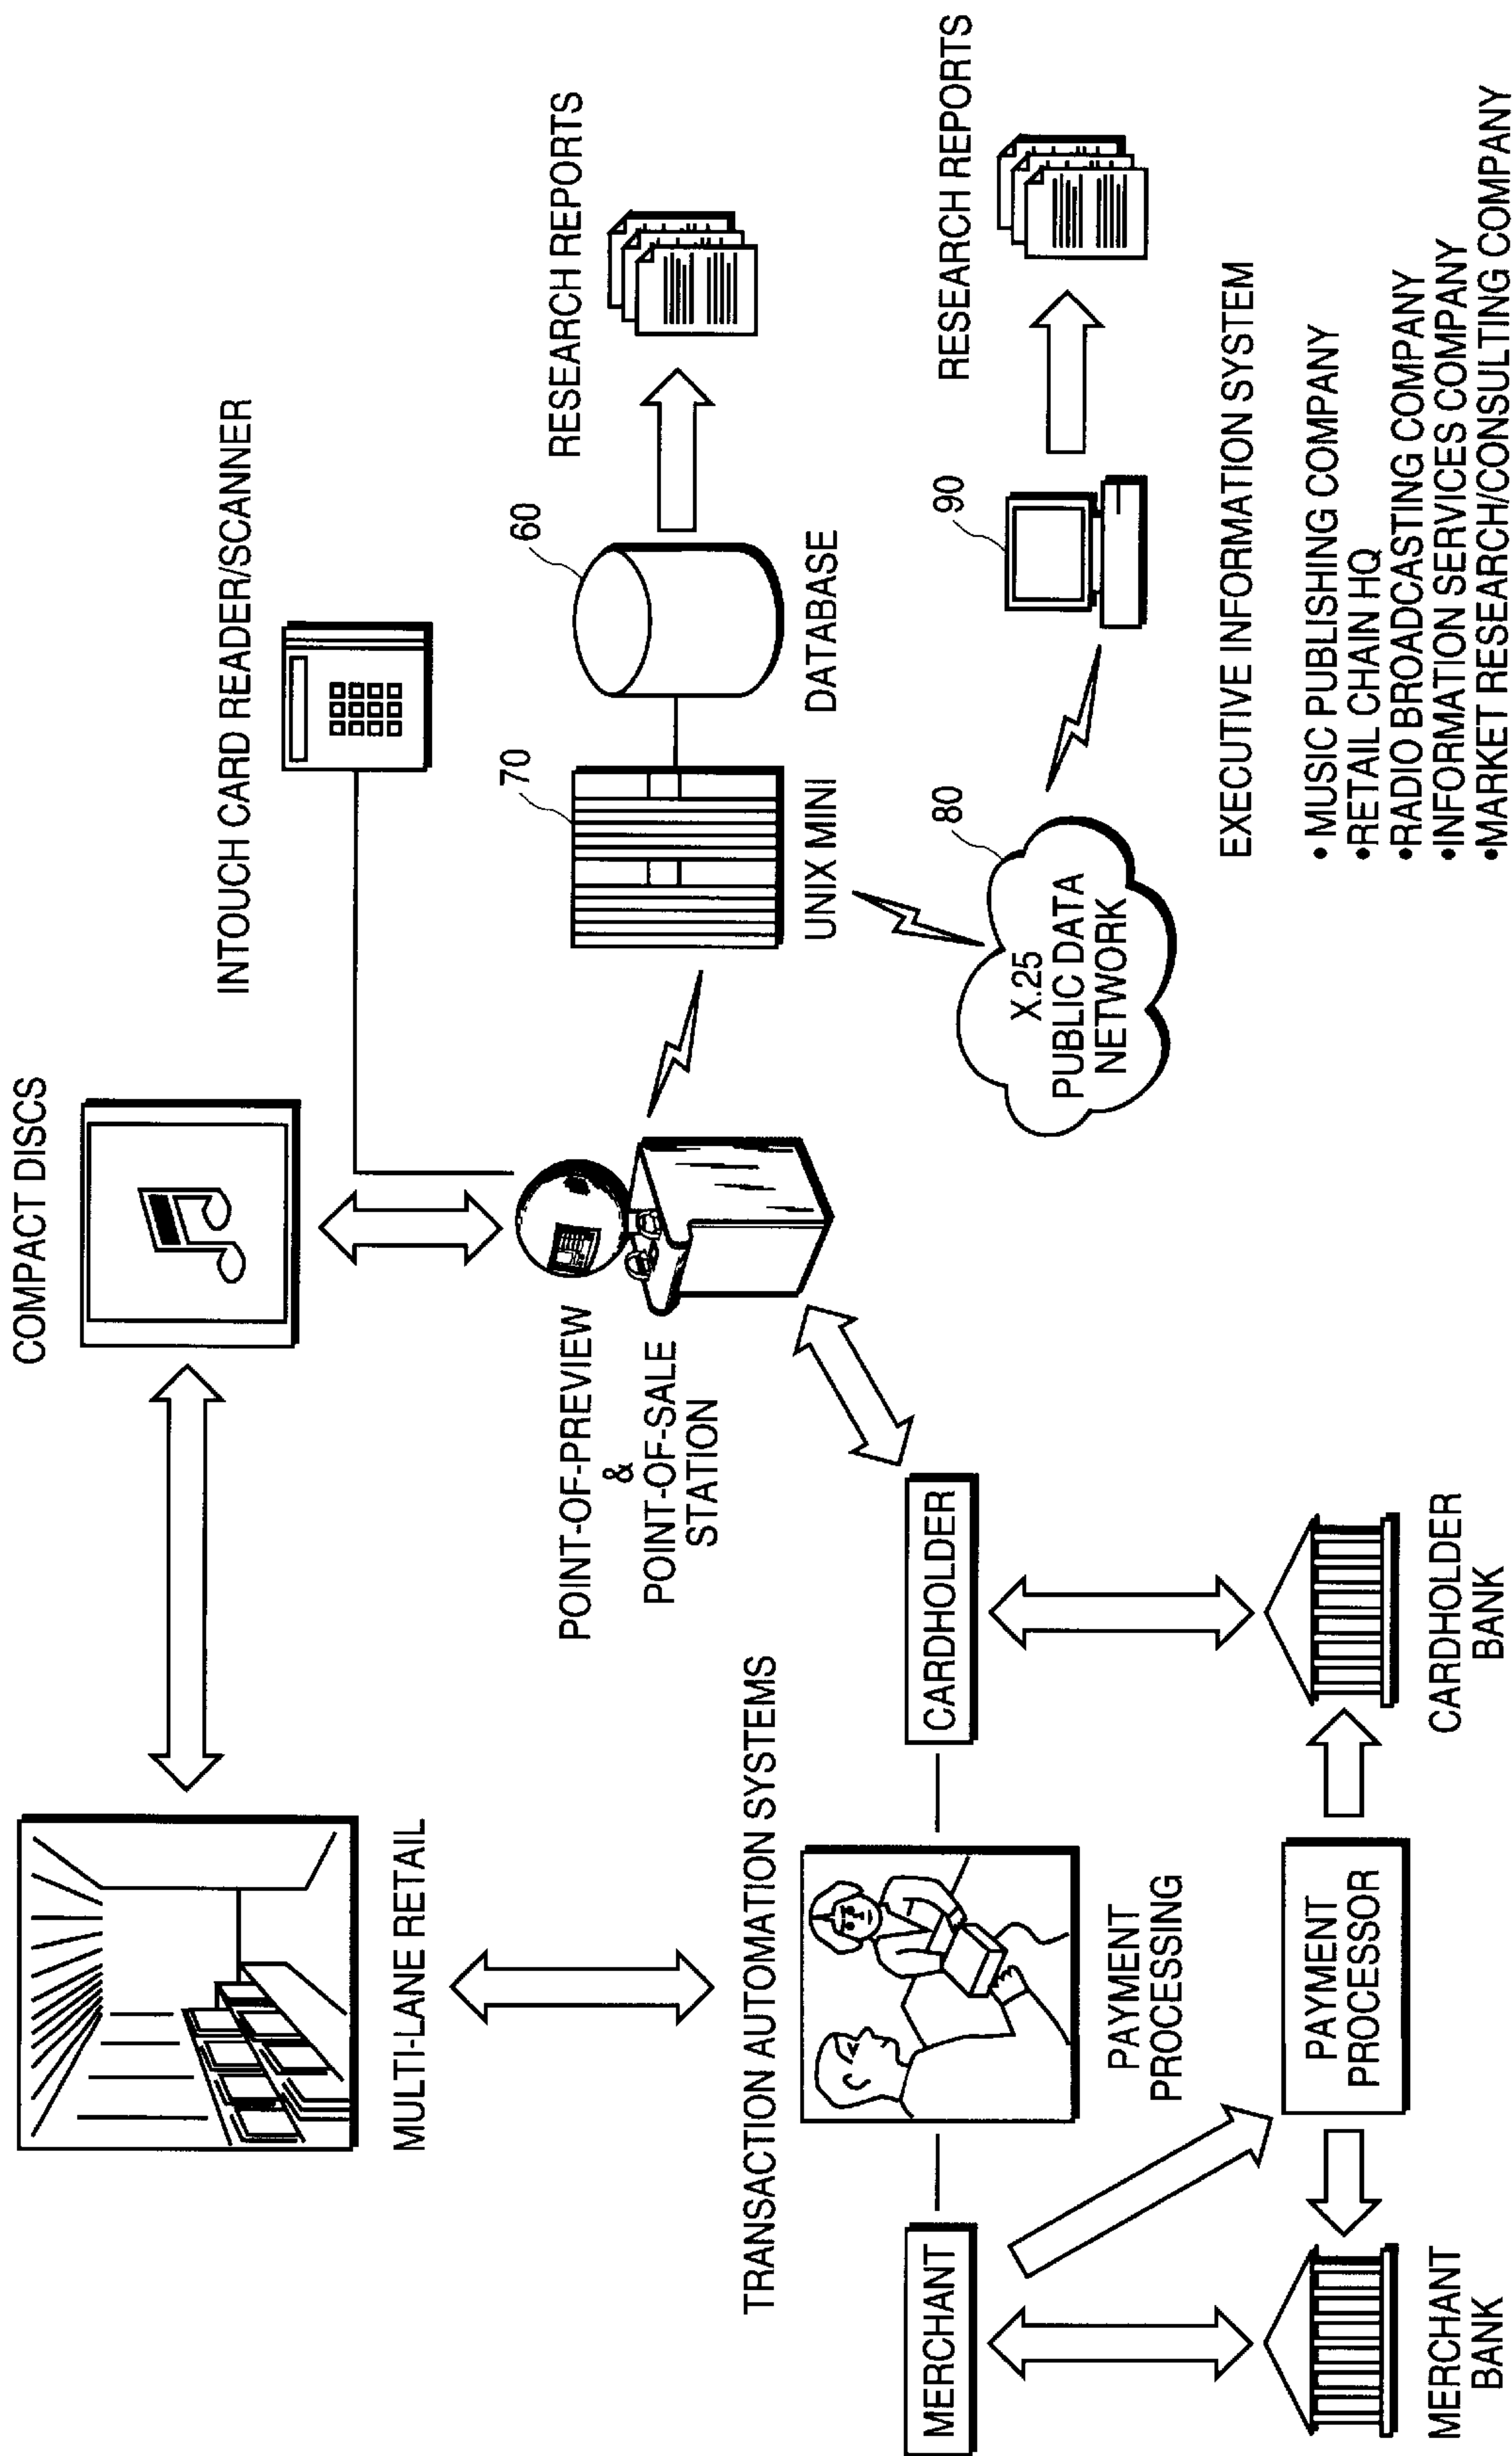 COMPACT DISCS
MULTI-LANE RETAIL
INTOUCH CARD READER/SCANNER
POINT-OF-PREVIEW
&
POINT-OF-SALE
STATION
70
60
UNIX MINI
DATABASE
RESEARCH REPORTS
TRANSACTION AUTOMATION SYSTEMS
MERCHANT
CARDHOLDER
PAYMENT
PROCESSING
PAYMENT
PROCESSOR
MERCHANT
BANK
CARDHOLDER
BANK
80
X.25
PUBLIC DATA
NETWORK
90
RESEARCH REPORTS
EXECUTIVE INFORMATION SYSTEM
• MUSIC PUBLISHING COMPANY
•RETAIL CHAIN HQ
•RADIO BROADCASTING COMPANY
•INFORMATION SERVICES COMPANY
•MARKET RESEARCH/CONSULTING COMPANY